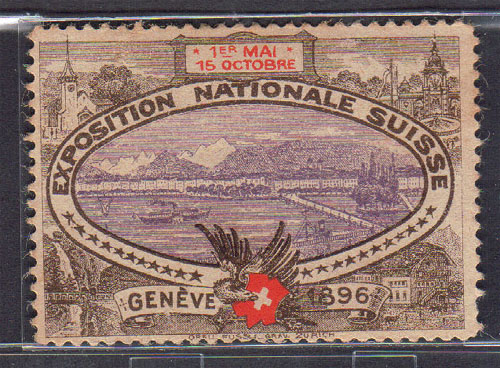 * 1ER MAI *
15 OCTOBRE
EXPOSITION NATIONALE SUISSE
GENÈVE 1896